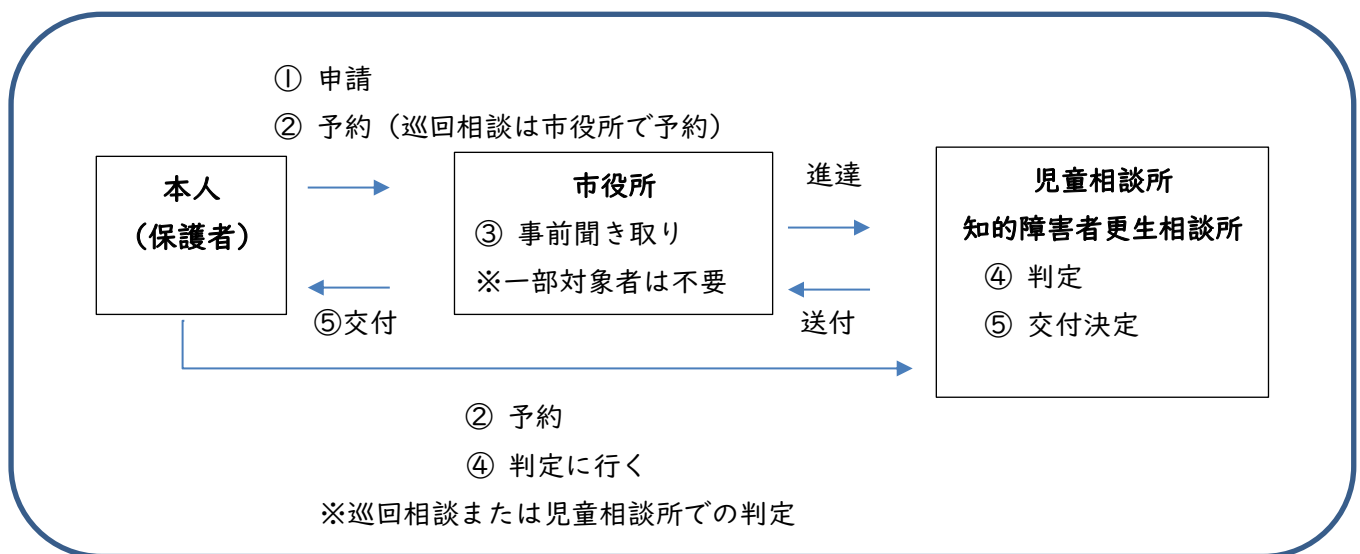 ① 申請
② 予約（巡回相談は市役所で予約）
本人
（保護者）
市役所
③ 事前聞き取り
※一部対象者は不要
進達
児童相談所
知的障害者更生相談所
④ 判定
⑤ 交付決定
⑤交付
送付
② 予約
④ 判定に行く
※巡回相談または児童相談所での判定